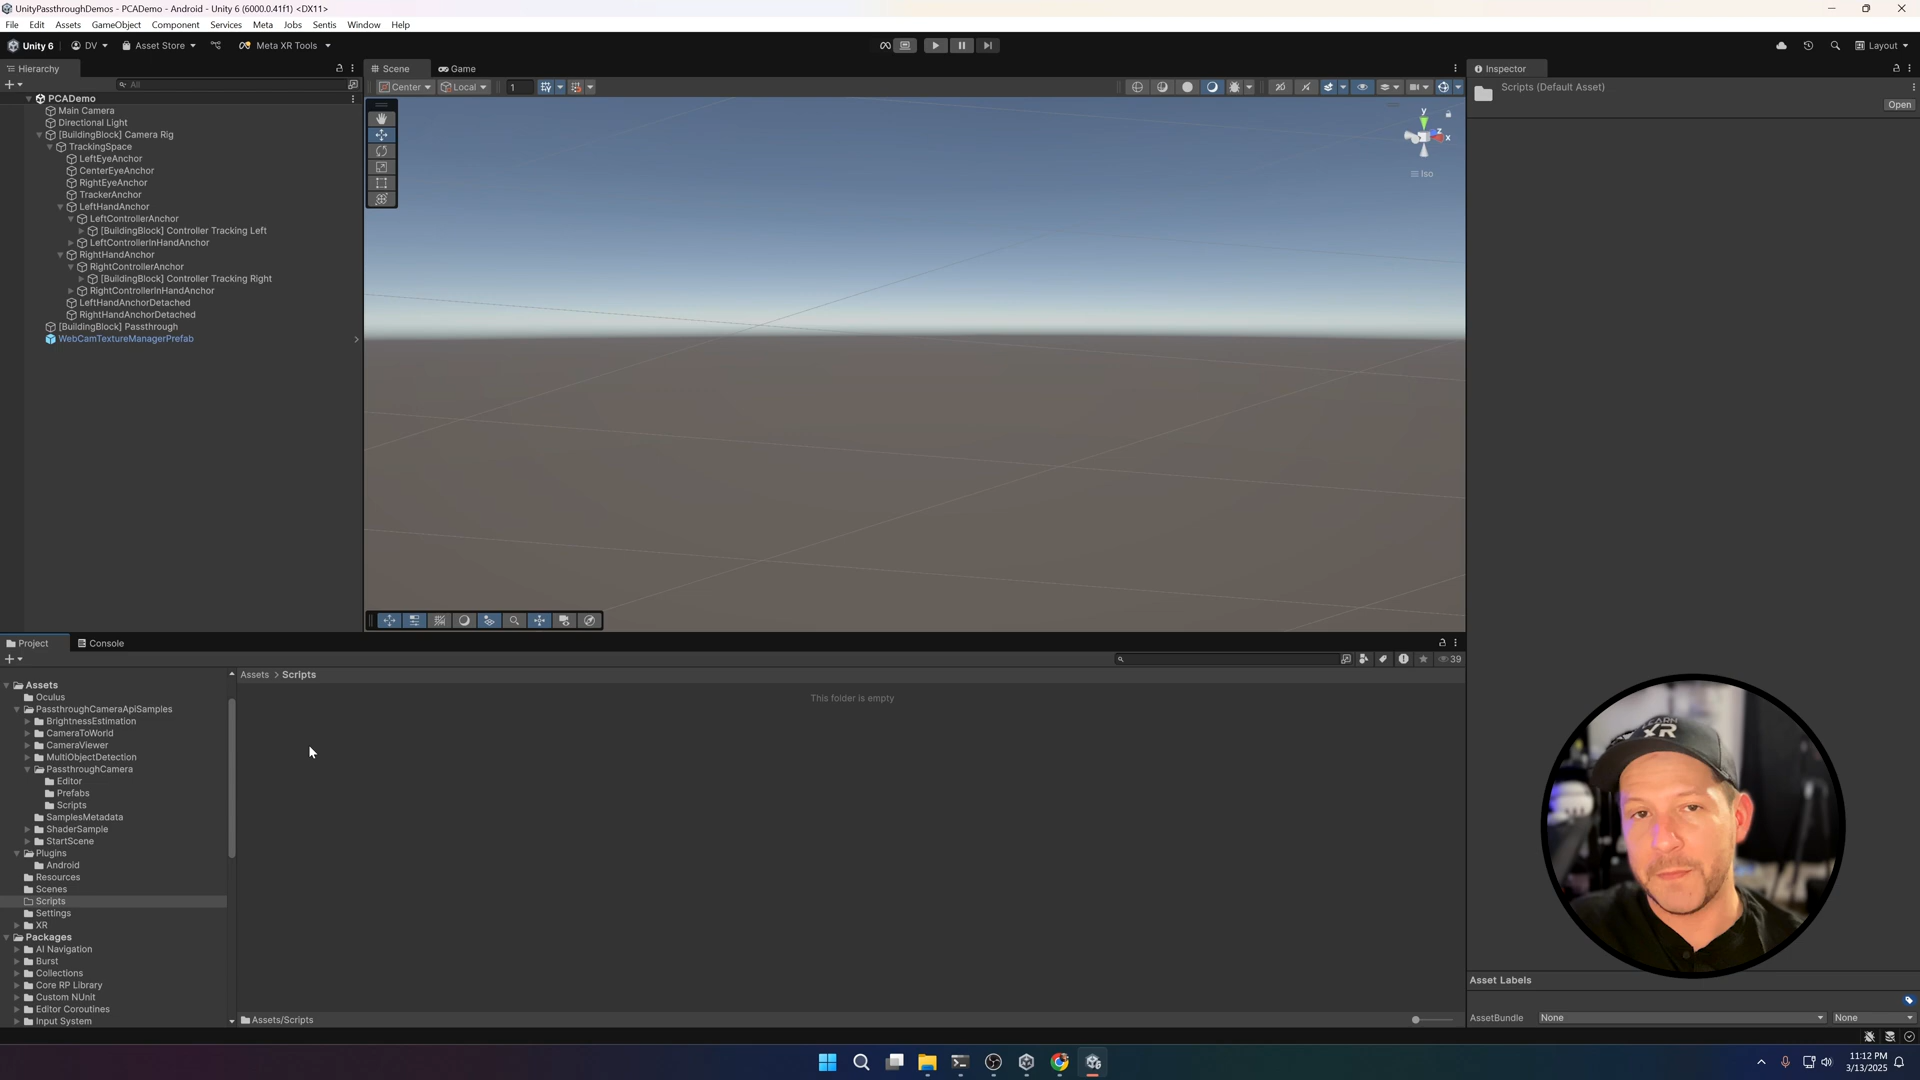 UnityPassthroughDemos - PCADemo - Android - Unity 6 (6000.0.41f1) <DX11>
File Edit Assets GameObject Component Services Meta Jobs Sentis Window Help
Unity 6 DV Asset Store Meta XR Tools Layout
Hierarchy
All
PCADemo
Main Camera
Directional Light
[BuildingBlock] Camera Rig
TrackingSpace
LeftEyeAnchor
CenterEyeAnchor
RightEyeAnchor
TrackerAnchor
LeftHandAnchor
LeftControllerAnchor
[BuildingBlock] Controller Tracking Left
LeftControllerInHandAnchor
RightHandAnchor
RightControllerAnchor
[BuildingBlock] Controller Tracking Right
RightControllerInHandAnchor
LeftHandAnchorDetached
RightHandAnchorDetached
[BuildingBlock] Passthrough
WebCamTextureManagerPrefab
Scene Game
Center Local 1
y
z
x
Iso
Inspector
Scripts (Default Asset)
Open
Project Console
39
Assets
Oculus
PassthroughCameraApiSamples
BrightnessEstimation
CameraToWorld
CameraViewer
MultiObjectDetection
PassthroughCamera
Editor
Prefabs
Scripts
SamplesMetadata
ShaderSample
StartScene
Plugins
Android
Resources
Scenes
Scripts
Settings
XR
Packages
AI Navigation
Burst
Collections
Core RP Library
Custom NUnit
Editor Coroutines
Input System
Assets > Scripts
This folder is empty
Assets/Scripts
LEARN
XR
Asset Labels
AssetBundle None None
11:12 PM
3/13/2025